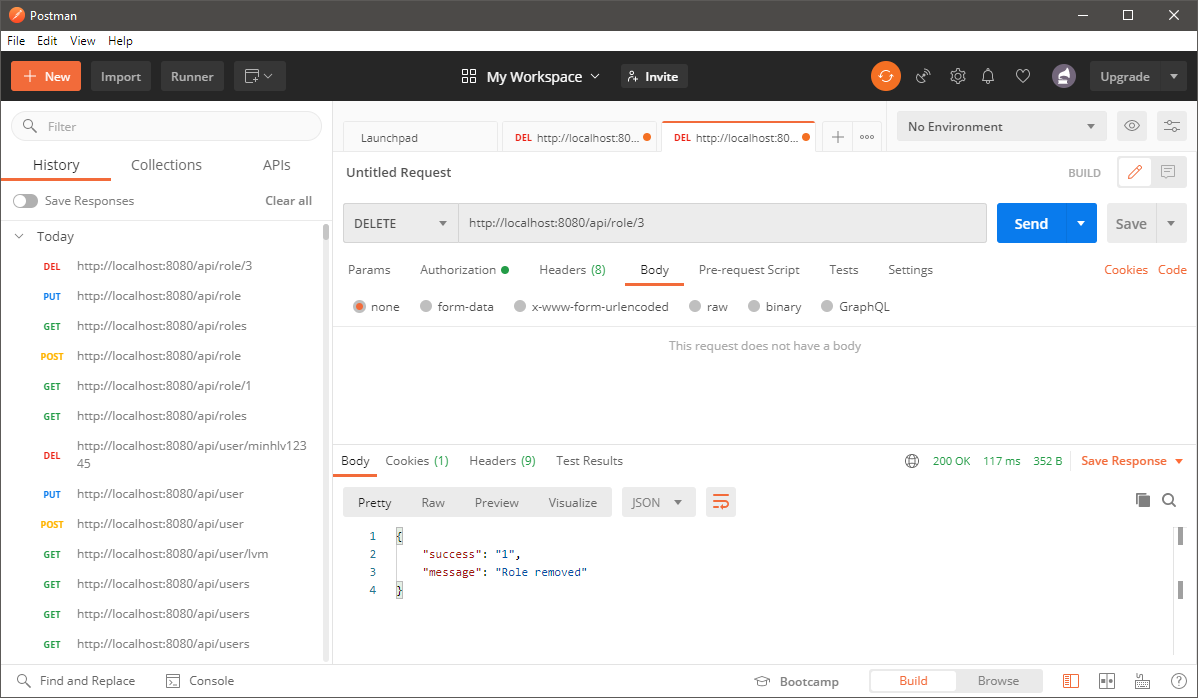 Postman
File Edit View Help
New Import Runner My Workspace Invite Upgrade
Filter
History Collections APIs
Save Responses Clear all
Today
DEL http://localhost:8080/api/role/3
PUT http://localhost:8080/api/role
GET http://localhost:8080/api/roles
POST http://localhost:8080/api/role
GET http://localhost:8080/api/role/1
GET http://localhost:8080/api/roles
DEL http://localhost:8080/api/user/minhlv123
45
PUT http://localhost:8080/api/user
POST http://localhost:8080/api/user
GET http://localhost:8080/api/user/lvm
GET http://localhost:8080/api/users
GET http://localhost:8080/api/users
GET http://localhost:8080/api/users
Launchpad DEL http://localhost:80... DEL http://localhost:80... No Environment
Untitled Request BUILD
DELETE http://localhost:8080/api/role/3 Send Save
Params Authorization Headers (8) Body Pre-request Script Tests Settings Cookies Code
none form-data x-www-form-urlencoded raw binary GraphQL
This request does not have a body
Body Cookies (1) Headers (9) Test Results 200 OK 117 ms 352 B Save Response
Pretty Raw Preview Visualize JSON
1 {
2 "success": "1",
3 "message": "Role removed"
4 }
Find and Replace Console Bootcamp Build Browse